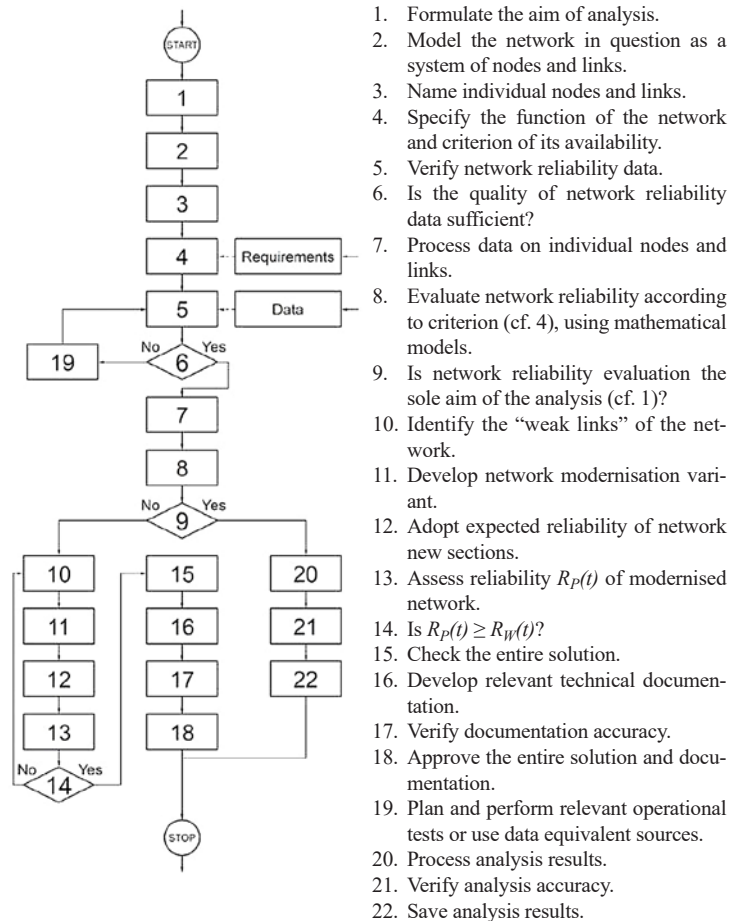 START
1
2
3
4
Requirements
5
Data
No
Yes
19
6
7
8
No
Yes
9
10
15
20
11
16
21
12
17
22
13
18
No
Yes
14
STOP
1. Formulate the aim of analysis.
2. Model the network in question as a
system of nodes and links.
3. Name individual nodes and links.
4. Specify the function of the network
and criterion of its availability.
5. Verify network reliability data.
6. Is the quality of network reliability
data sufficient?
7. Process data on individual nodes and
links.
8. Evaluate network reliability according
to criterion (cf. 4), using mathematical
models.
9. Is network reliability evaluation the
sole aim of the analysis (cf. 1)?
10. Identify the “weak links” of the net-
work.
11. Develop network modernisation vari-
ant.
12. Adopt expected reliability of network
new sections.
13. Assess reliability RP(t) of modernised
network.
14. Is RP(t) ≥ RW(t)?
15. Check the entire solution.
16. Develop relevant technical documen-
tation.
17. Verify documentation accuracy.
18. Approve the entire solution and docu-
mentation.
19. Plan and perform relevant operational
tests or use data equivalent sources.
20. Process analysis results.
21. Verify analysis accuracy.
22. Save analysis results.